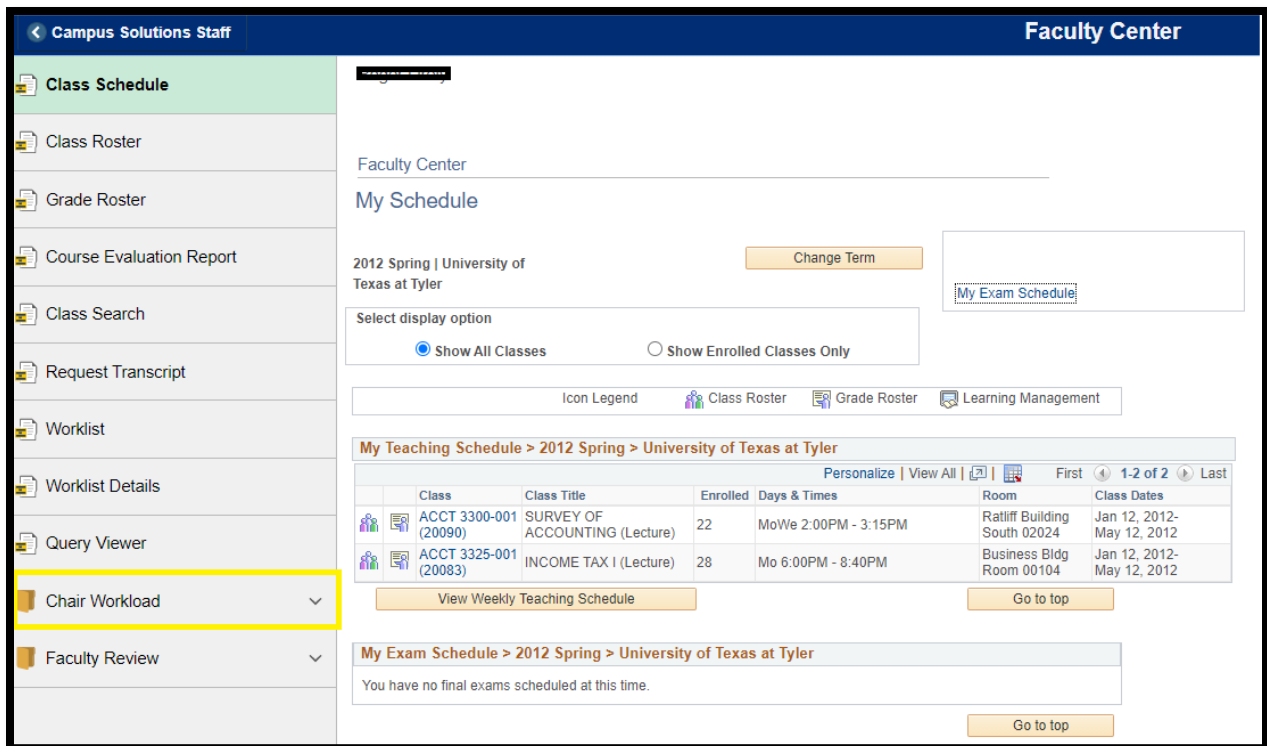 Campus Solutions Staff
Faculty Center
Class Schedule
Class Roster
Grade Roster
Course Evaluation Report
Class Search
Request Transcript
Worklist
Worklist Details
Query Viewer
Chair Workload
Faculty Review
Faculty Center
My Schedule
2012 Spring | University of
Texas at Tyler
Change Term
My Exam Schedule
Select display option
Show All Classes Show Enrolled Classes Only
Icon Legend Class Roster Grade Roster Learning Management
My Teaching Schedule > 2012 Spring > University of Texas at Tyler
Personalize | View All | | First 1-2 of 2 Last
Class Class Title Enrolled Days & Times Room Class Dates
ACCT 3300-001 SURVEY OF Ratliff Building Jan 12, 2012-
(20090) ACCOUNTING (Lecture) 22 MoWe 2:00PM - 3:15PM South 02024 May 12, 2012
ACCT 3325-001 Business Bldg Jan 12, 2012-
(20083) INCOME TAX I (Lecture) 28 Mo 6:00PM - 8:40PM Room 00104 May 12, 2012
View Weekly Teaching Schedule Go to top
My Exam Schedule > 2012 Spring > University of Texas at Tyler
You have no final exams scheduled at this time.
Go to top